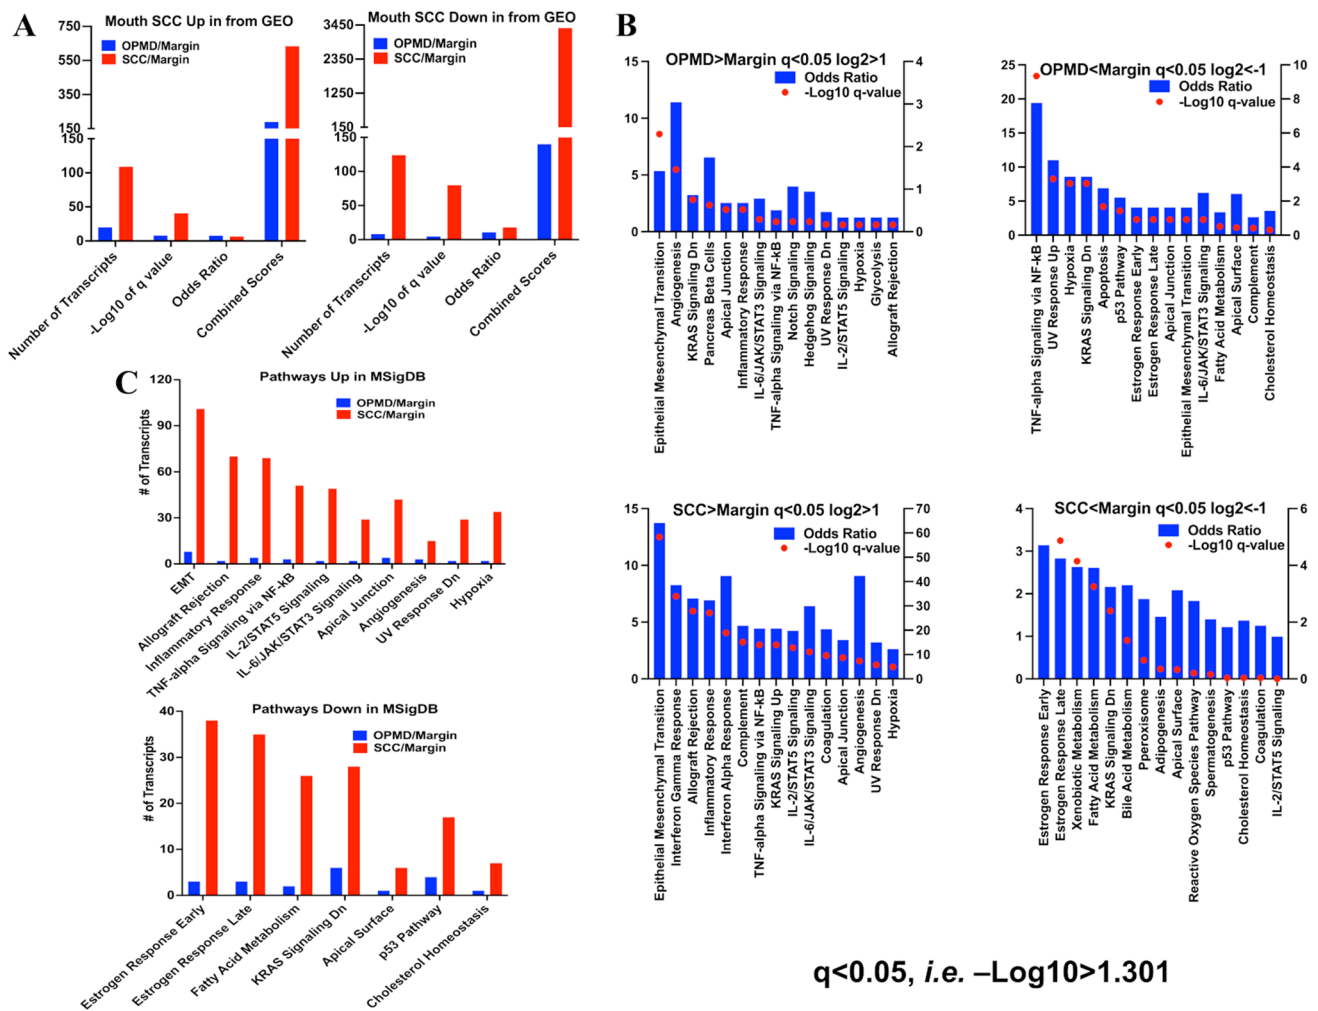 A
Mouth SCC Up in from GEO
750
550
350
150
150
100
50
0
OPMD/Margin
SCC/Margin
Number of Transcripts
-Log10 of q value
Odds Ratio
Combined Scores
Mouth SCC Down in from GEO
3450
2350
1250
150
150
100
50
0
OPMD/Margin
SCC/Margin
Number of Transcripts
-Log10 of q value
Odds Ratio
Combined Scores
B
OPMD>Margin q<0.05 log2>1
Odds Ratio
-Log10 q-value
15
10
5
0
4
3
2
1
0
Epithelial Mesenchymal Transition
Angiogenesis
KRAS Signaling Dn
Pancreas Beta Cells
Apical Junction
Inflammatory Response
IL-6/JAK/STAT3 Signaling
TNF-alpha Signaling via NF-kB
Notch Signaling
Hedgehog Signaling
UV Response Dn
IL-2/STAT5 Signaling
Hypoxia
Glycolysis
Allograft Rejection
OPMD<Margin q<0.05 log2<-1
Odds Ratio
-Log10 q-value
25
20
15
10
5
0
10
8
6
4
2
0
TNF-alpha Signaling via NF-kB
UV Response Up
Hypoxia
KRAS Signaling Dn
Apoptosis
p53 Pathway
Estrogen Response Early
Estrogen Response Late
Apical Junction
Epithelial Mesenchymal Transition
IL-6/JAK/STAT3 Signaling
Fatty Acid Metabolism
Apical Surface
Complement
Cholesterol Homeostasis
C
Pathways Up in MSigDB
# of Transcripts
120
90
60
30
0
OPMD/Margin
SCC/Margin
EMT
Allograft Rejection
Inflammatory Response
TNF-alpha Signaling via NF-kB
IL-2/STAT5 Signaling
IL-6/JAK/STAT3 Signaling
Apical Junction
Angiogenesis
UV Response Dn
Hypoxia
SCC>Margin q<0.05 log2>1
Odds Ratio
-Log10 q-value
15
10
5
0
70
60
50
40
30
20
10
0
Epithelial Mesenchymal Transition
Interferon Gamma Response
Allograft Rejection
Inflammatory Response
Interferon Alpha Response
Complement
TNF-alpha Signaling via NF-kB
KRAS Signaling Up
IL-2/STAT5 Signaling
IL-6/JAK/STAT3 Signaling
Coagulation
Apical Junction
Angiogenesis
UV Response Dn
Hypoxia
SCC<Margin q<0.05 log2<-1
Odds Ratio
-Log10 q-value
4
3
2
1
0
6
4
2
0
Estrogen Response Early
Estrogen Response Late
Xenobiotic Metabolism
Fatty Acid Metabolism
KRAS Signaling Dn
Bile Acid Metabolism
Pperoxisome
Adipogenesis
Apical Surface
Reactive Oxygen Species Pathway
Spermatogenesis
p53 Pathway
Cholesterol Homeostasis
Coagulation
IL-2/STAT5 Signaling
Pathways Down in MSigDB
# of Transcripts
40
30
20
10
0
OPMD/Margin
SCC/Margin
Estrogen Response Early
Estrogen Response Late
Fatty Acid Metabolism
KRAS Signaling Dn
Apical Surface
p53 Pathway
Cholesterol Homeostasis
q<0.05, i.e. –Log10>1.301